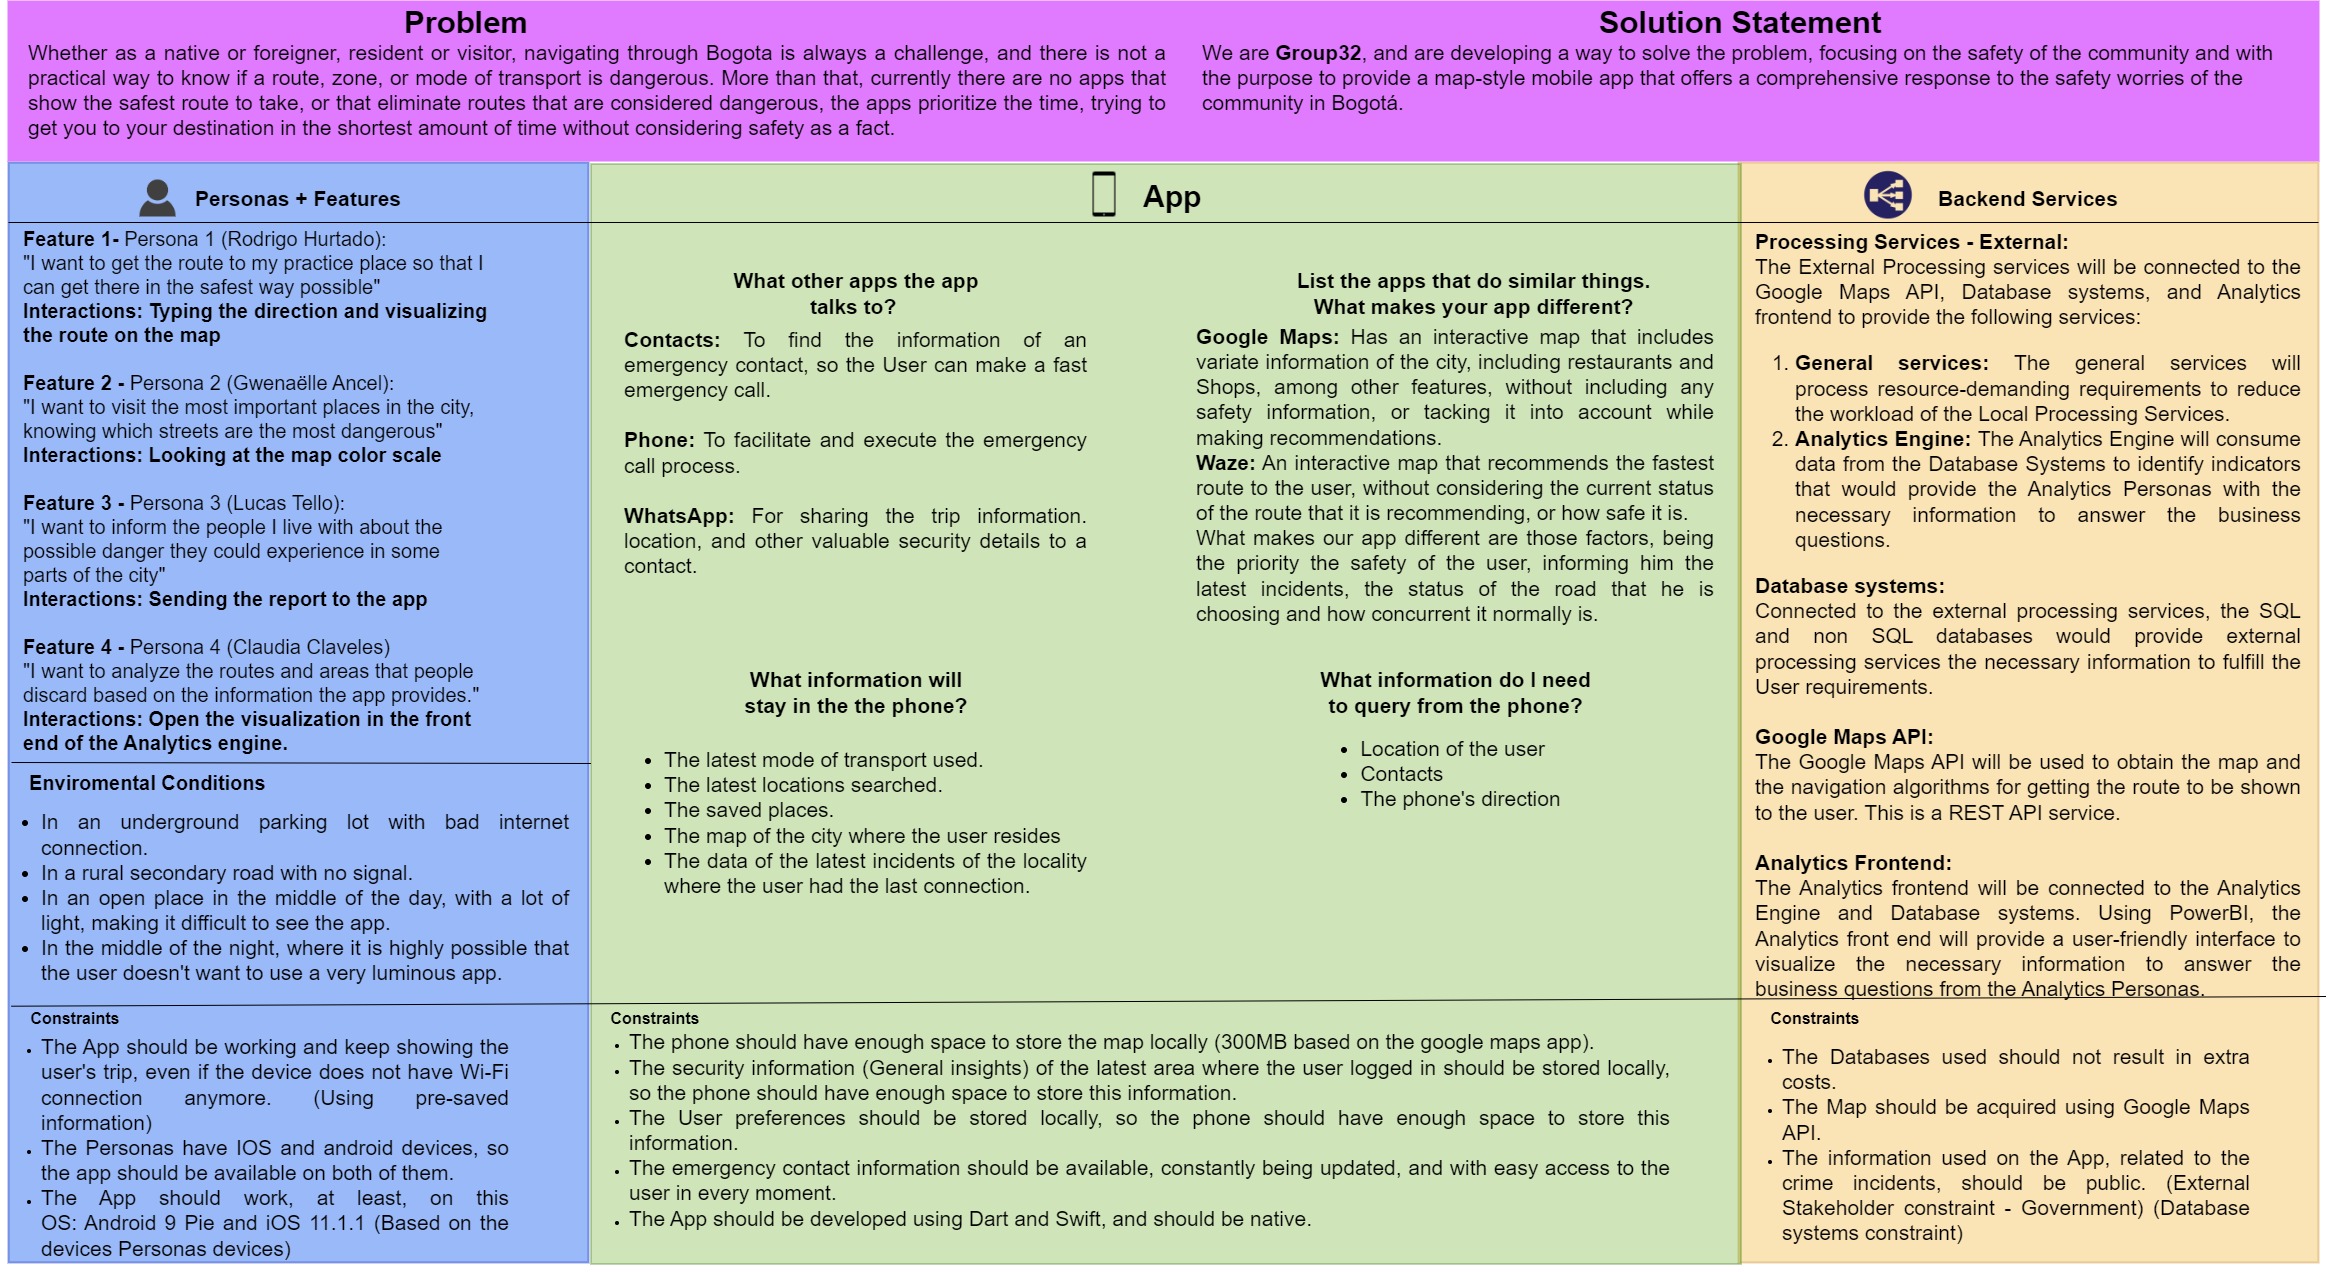 Problem
Whether as a native or foreigner, resident or visitor, navigating through Bogota is always a challenge, and there is not a
practical way to know if a route, zone, or mode of transport is dangerous. More than that, currently there are no apps that
show the safest route to take, or that eliminate routes that are considered dangerous, the apps prioritize the time, trying to
get you to your destination in the shortest amount of time without considering safety as a fact.
Solution Statement
We are Group32, and are developing a way to solve the problem, focusing on the safety of the community and with
the purpose to provide a map-style mobile app that offers a comprehensive response to the safety worries of the
community in Bogotá.
Personas + Features
Feature 1- Persona 1 (Rodrigo Hurtado):
"I want to get the route to my practice place so that I
can get there in the safest way possible"
Interactions: Typing the direction and visualizing
the route on the map
Feature 2 - Persona 2 (Gwenaëlle Ancel):
"I want to visit the most important places in the city,
knowing which streets are the most dangerous"
Interactions: Looking at the map color scale
Feature 3 - Persona 3 (Lucas Tello):
"I want to inform the people I live with about the
possible danger they could experience in some
parts of the city"
Interactions: Sending the report to the app
Feature 4 - Persona 4 (Claudia Claveles)
"I want to analyze the routes and areas that people
discard based on the information the app provides."
Interactions: Open the visualization in the front
end of the Analytics engine.
Enviromental Conditions
• In an underground parking lot with bad internet
connection.
• In a rural secondary road with no signal.
• In an open place in the middle of the day, with a lot of
light, making it difficult to see the app.
• In the middle of the night, where it is highly possible that
the user doesn't want to use a very luminous app.
Constraints
• The App should be working and keep showing the
user's trip, even if the device does not have Wi-Fi
connection anymore. (Using pre-saved
information)
• The Personas have IOS and android devices, so
the app should be available on both of them.
• The App should work, at least, on this
OS: Android 9 Pie and iOS 11.1.1 (Based on the
devices Personas devices)
App
What other apps the app
talks to?
Contacts: To find the information of an
emergency contact, so the User can make a fast
emergency call.
Phone: To facilitate and execute the emergency
call process.
WhatsApp: For sharing the trip information.
location, and other valuable security details to a
contact.
List the apps that do similar things.
What makes your app different?
Google Maps: Has an interactive map that includes
variate information of the city, including restaurants and
Shops, among other features, without including any
safety information, or tacking it into account while
making recommendations.
Waze: An interactive map that recommends the fastest
route to the user, without considering the current status
of the route that it is recommending, or how safe it is.
What makes our app different are those factors, being
the priority the safety of the user, informing him the
latest incidents, the status of the road that he is
choosing and how concurrent it normally is.
What information will
stay in the the phone?
• The latest mode of transport used.
• The latest locations searched.
• The saved places.
• The map of the city where the user resides
• The data of the latest incidents of the locality
where the user had the last connection.
What information do I need
to query from the phone?
• Location of the user
• Contacts
• The phone's direction
Constraints
• The phone should have enough space to store the map locally (300MB based on the google maps app).
• The security information (General insights) of the latest area where the user logged in should be stored locally,
so the phone should have enough space to store this information.
• The User preferences should be stored locally, so the phone should have enough space to store this
information.
• The emergency contact information should be available, constantly being updated, and with easy access to the
user in every moment.
• The App should be developed using Dart and Swift, and should be native.
Backend Services
Processing Services - External:
The External Processing services will be connected to the
Google Maps API, Database systems, and Analytics
frontend to provide the following services:
1. General services: The general services will
process resource-demanding requirements to reduce
the workload of the Local Processing Services.
2. Analytics Engine: The Analytics Engine will consume
data from the Database Systems to identify indicators
that would provide the Analytics Personas with the
necessary information to answer the business
questions.
Database systems:
Connected to the external processing services, the SQL
and non SQL databases would provide external
processing services the necessary information to fulfill the
User requirements.
Google Maps API:
The Google Maps API will be used to obtain the map and
the navigation algorithms for getting the route to be shown
to the user. This is a REST API service.
Analytics Frontend:
The Analytics frontend will be connected to the Analytics
Engine and Database systems. Using PowerBI, the
Analytics front end will provide a user-friendly interface to
visualize the necessary information to answer the
business questions from the Analytics Personas.
Constraints
• The Databases used should not result in extra
costs.
• The Map should be acquired using Google Maps
API.
• The information used on the App, related to the
crime incidents, should be public. (External
Stakeholder constraint - Government) (Database
systems constraint)